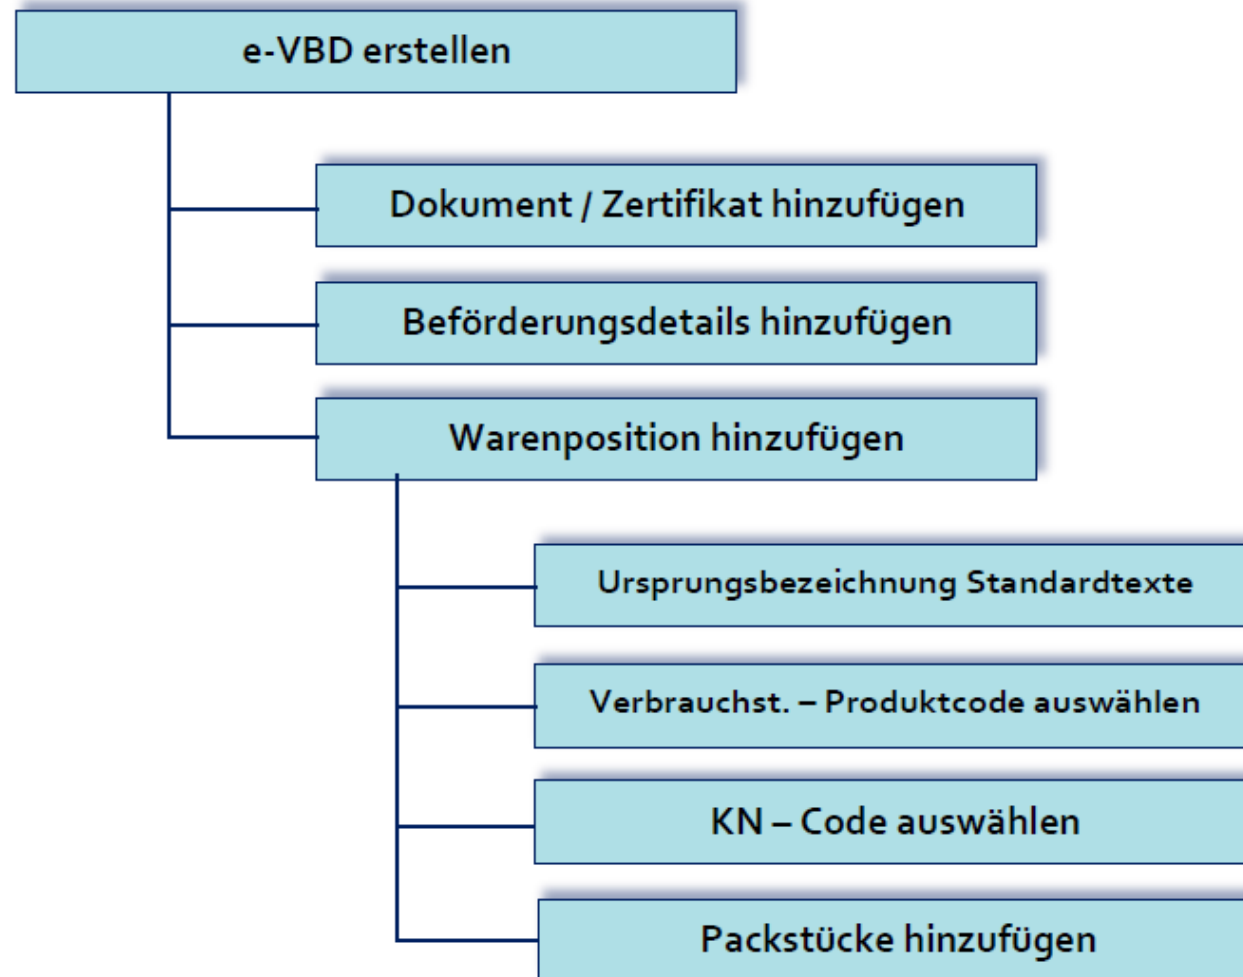 e-VBD erstellen
Dokument / Zertifikat hinzufügen
Beförderungsdetails hinzufügen
Warenposition hinzufügen
Ursprungsbezeichnung Standardtexte
Verbrauchst. – Produktcode auswählen
KN – Code auswählen
Packstücke hinzufügen